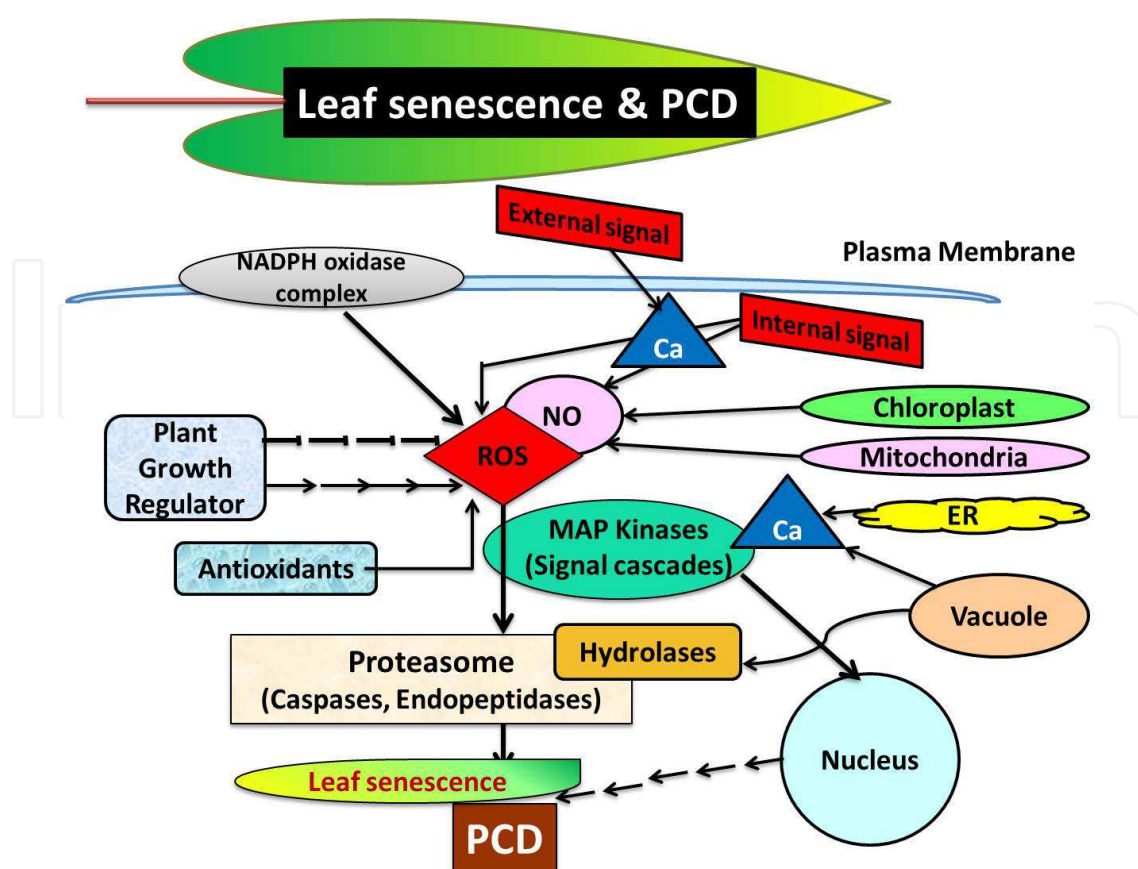 Leaf senescence & PCD
External signal
Plasma Membrane
NADPH oxidase
complex
Internal signal
Ca
NO
Chloroplast
Plant
Growth
Regulator
ROS
Mitochondria
MAP Kinases
(Signal cascades)
Ca
ER
Antioxidants
Vacuole
Hydrolases
Proteasome
(Caspases, Endopeptidases)
Nucleus
Leaf senescence
PCD